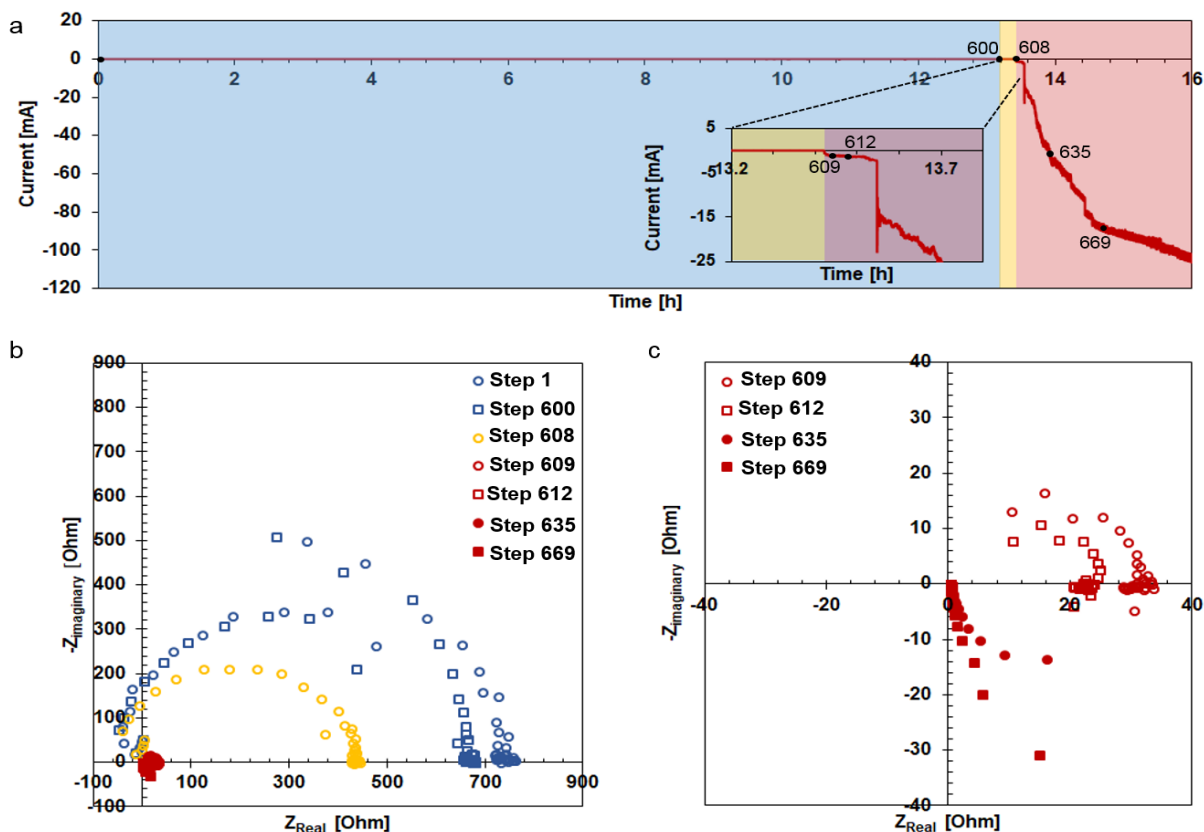 a
20
0
-20
-40
-60
-80
-100
-120
Current [mA]
0 2 4 6 8 10 12 14 16
Time [h]
600 608
635
669
5
-5
-15
-25
Current [mA]
13.2 13.7
609 612
Time [h]
b
900
800
700
600
500
400
300
200
100
0
-100
-Zimaginary [Ohm]
-100 100 300 500 700 900
ZReal [Ohm]
Step 1
Step 600
Step 608
Step 609
Step 612
Step 635
Step 669
c
40
30
20
10
0
-10
-20
-30
-40
-Zimaginary [Ohm]
-40 -20 0 20 40
ZReal [Ohm]
Step 609
Step 612
Step 635
Step 669